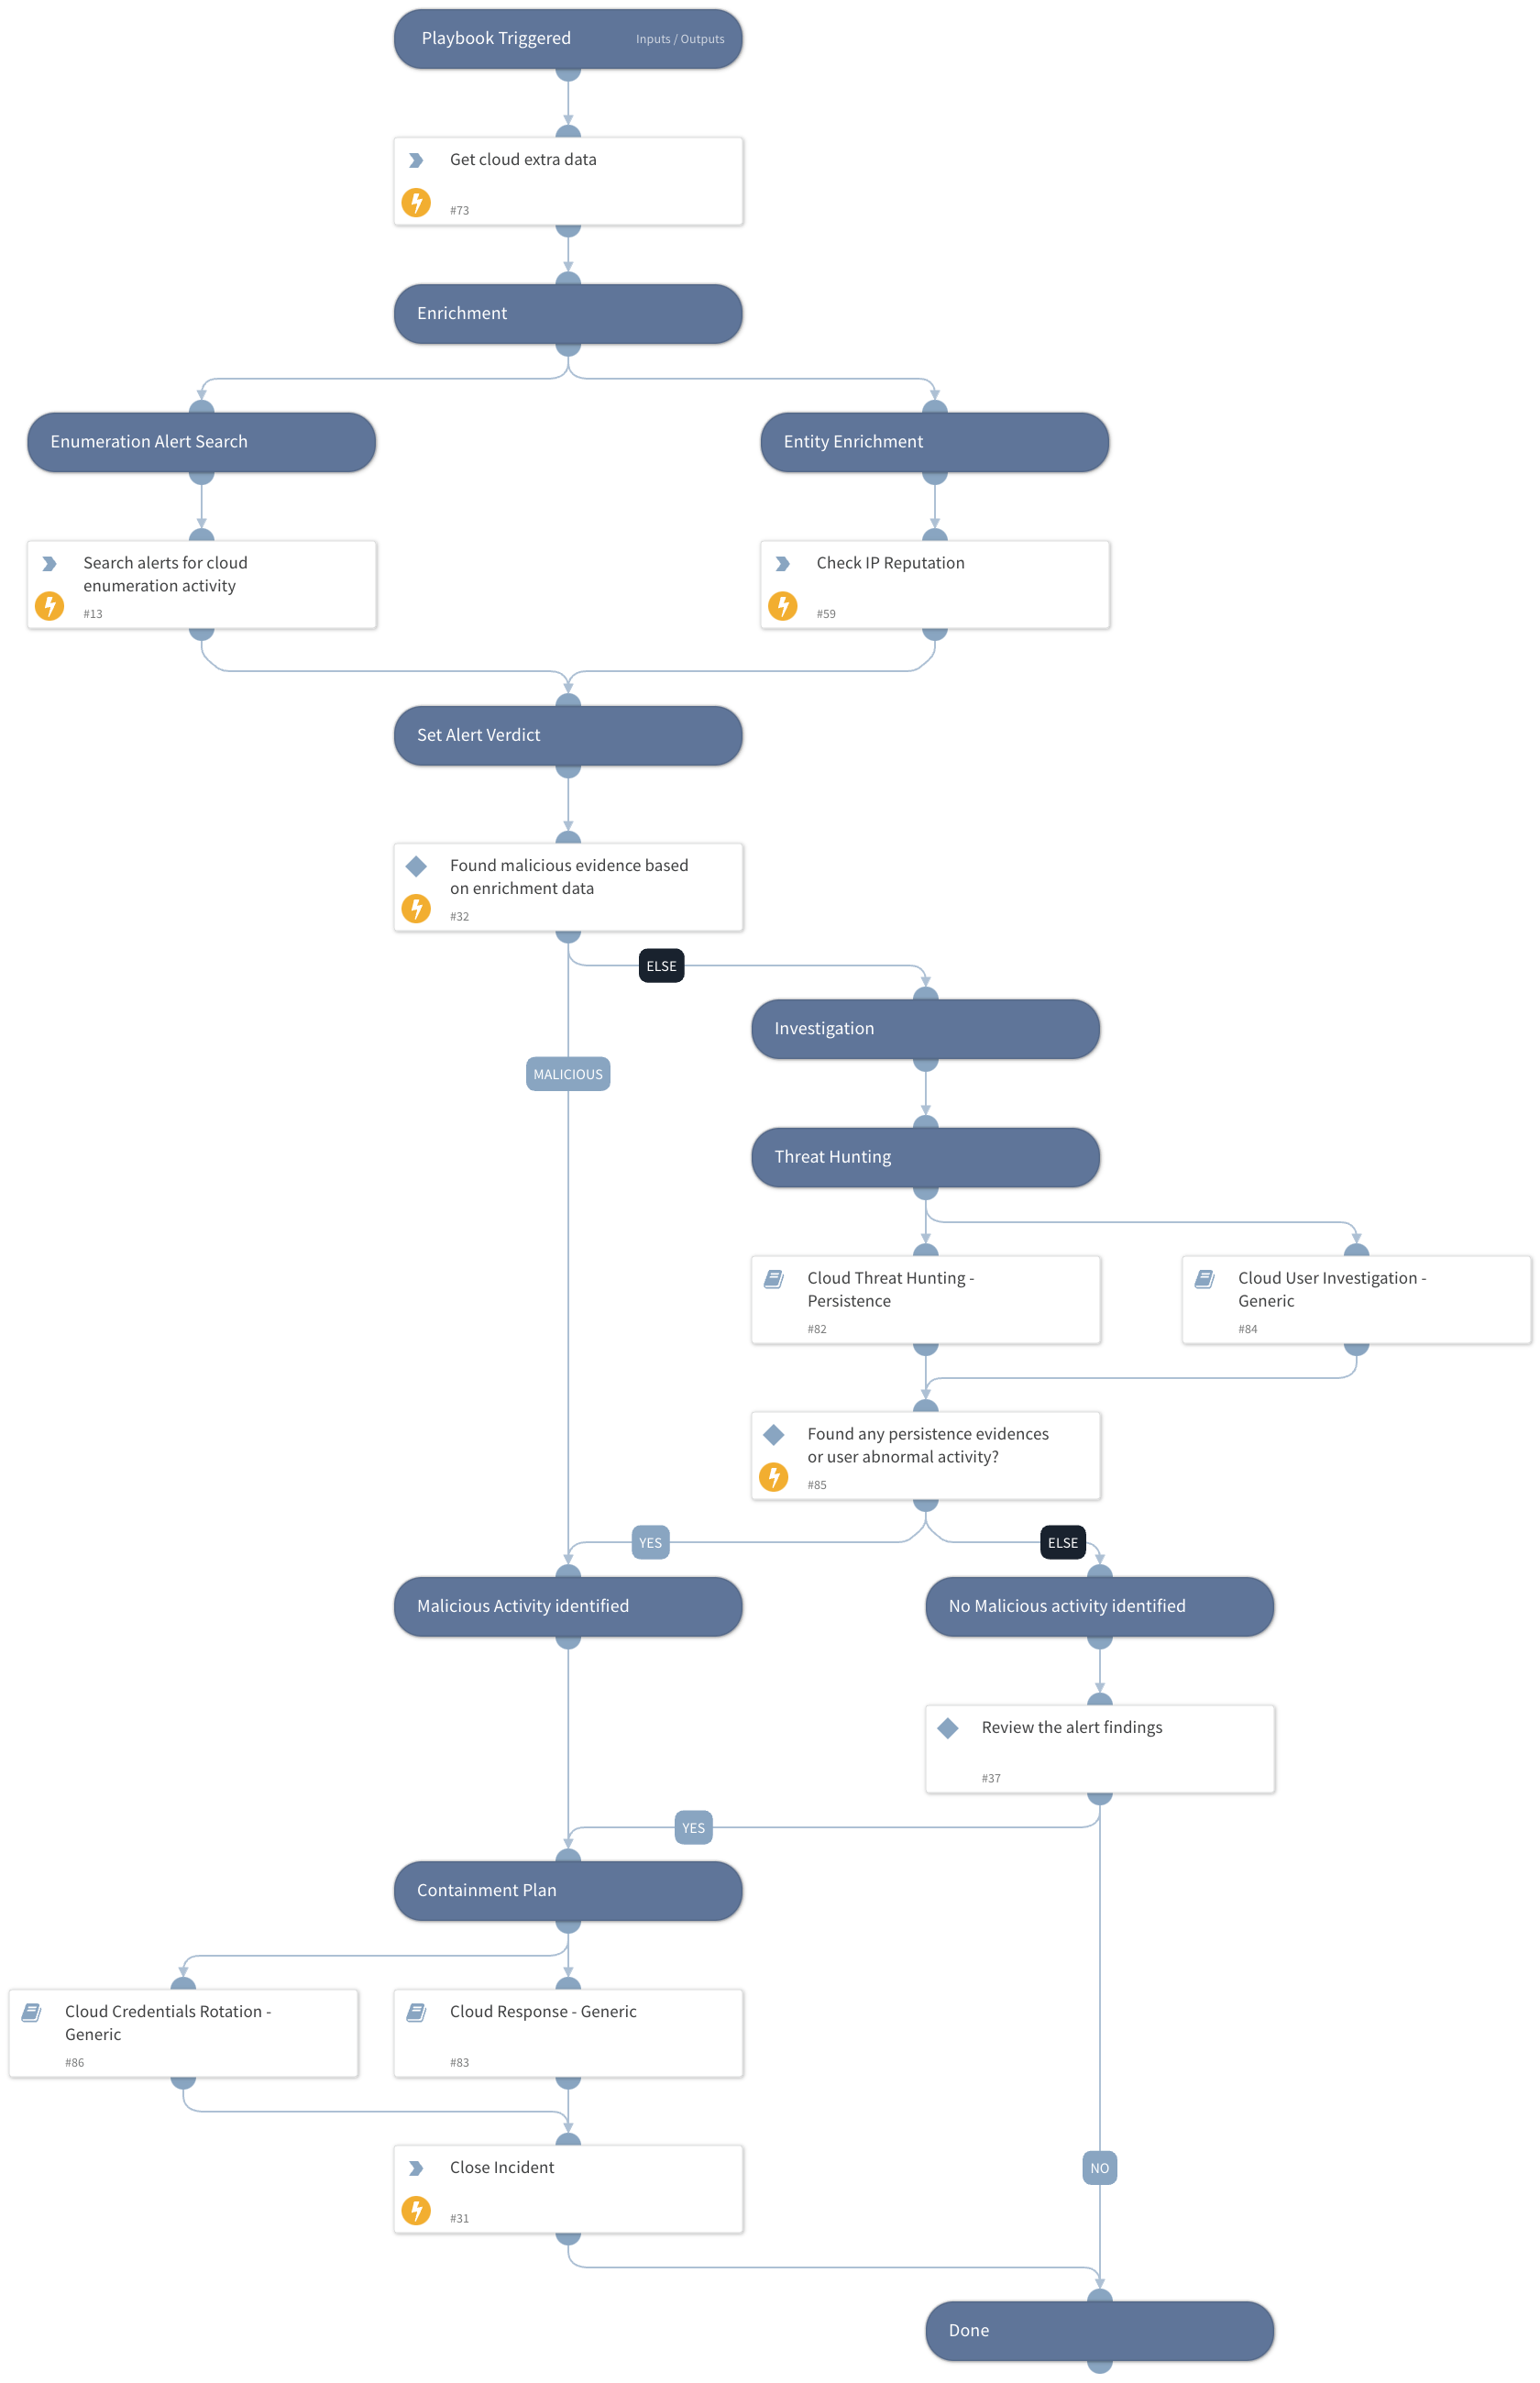 Playbook Triggered
Inputs / Outputs
Get cloud extra data
#73
Enrichment
Enumeration Alert Search
Entity Enrichment
Search alerts for cloud
enumeration activity
#13
Check IP Reputation
#59
Set Alert Verdict
Found malicious evidence based
on enrichment data
#32
ELSE
Investigation
MALICIOUS
Threat Hunting
Cloud Threat Hunting -
Persistence
#82
Cloud User Investigation -
Generic
#84
Found any persistence evidences
or user abnormal activity?
#85
YES
ELSE
Malicious Activity identified
No Malicious activity identified
Review the alert findings
#37
YES
Containment Plan
Cloud Credentials Rotation -
Generic
#86
Cloud Response - Generic
#83
Close Incident
#31
NO
Done